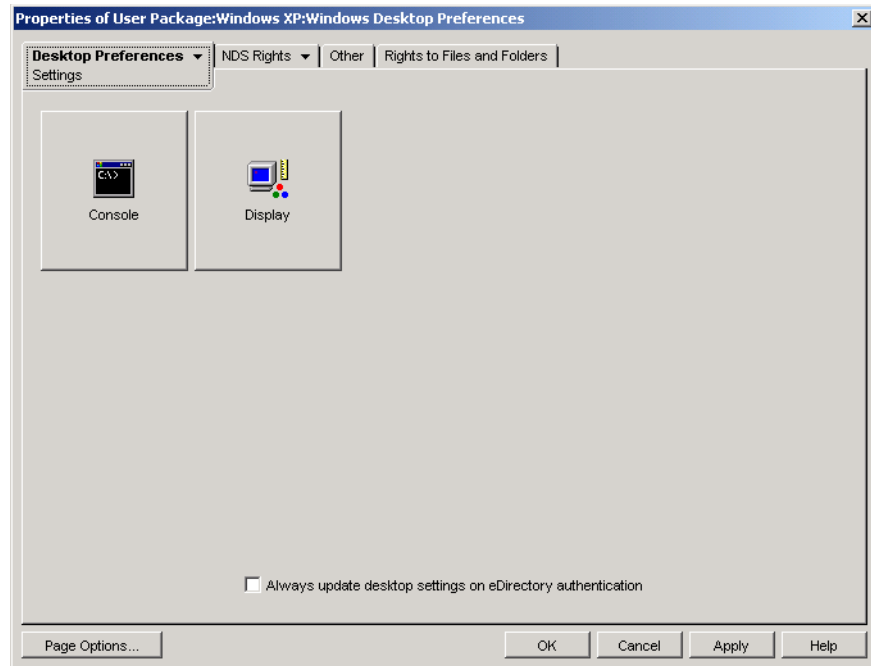 Properties of User Package:Windows XP:Windows Desktop Preferences
Desktop Preferences
NDS Rights
Other
Rights to Files and Folders
Settings
C:\>
Console
Display
Always update desktop settings on eDirectory authentication
Page Options...
OK
Cancel
Apply
Help